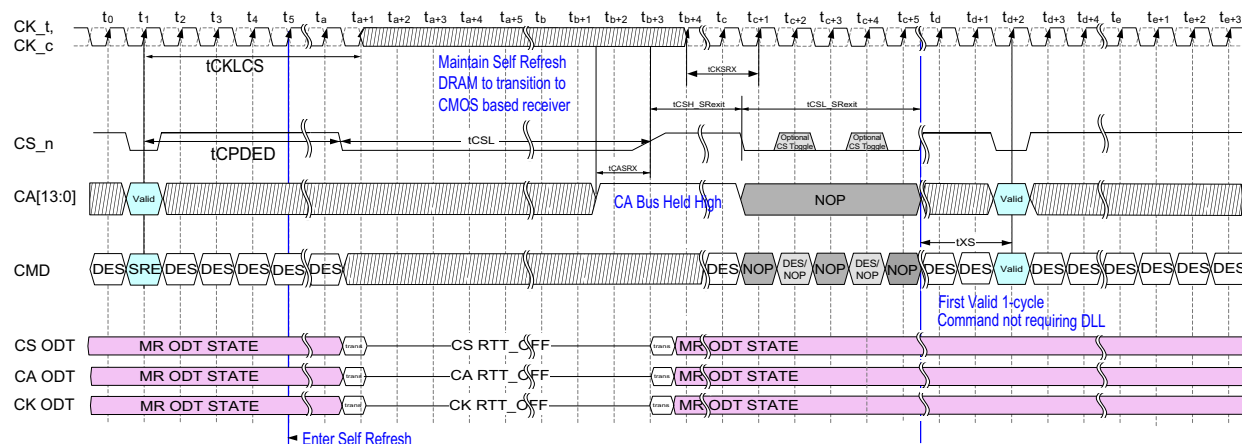 t0 t1 t2 t3 t4 t5 ta ta+1 ta+2 ta+3 ta+4 ta+5 tb tb+1 tb+2 tb+3 tb+4 tc tc+1 tc+2 tc+3 tc+4 tc+5 td td+1 td+2 td+3 td+4 te te+1 te+2 te+3
CK_t,
CK_c
tCKLCS
Maintain Self Refresh
DRAM to transition to
CMOS based receiver
tCKSRX
tCSH_SRexit
tCSL_SRexit
CS_n
tCPDED
tCSL
Optional
CS Toggle
Optional
CS Toggle
tCASRX
CA[13:0]
Valid
CA Bus Held High
NOP
Valid
tXS
CMD
DES SRE DES DES DES DES DES DES NOP DES/NOP NOP DES/NOP NOP DES DES Valid DES DES DES DES DES DES
First Valid 1-cycle
Command not requiring DLL
CS ODT
MR ODT STATE trans CS RTT_OFF trans MR ODT STATE
CA ODT
MR ODT STATE trans CA RTT_OFF trans MR ODT STATE
CK ODT
MR ODT STATE trans CK RTT_OFF trans MR ODT STATE
Enter Self Refresh